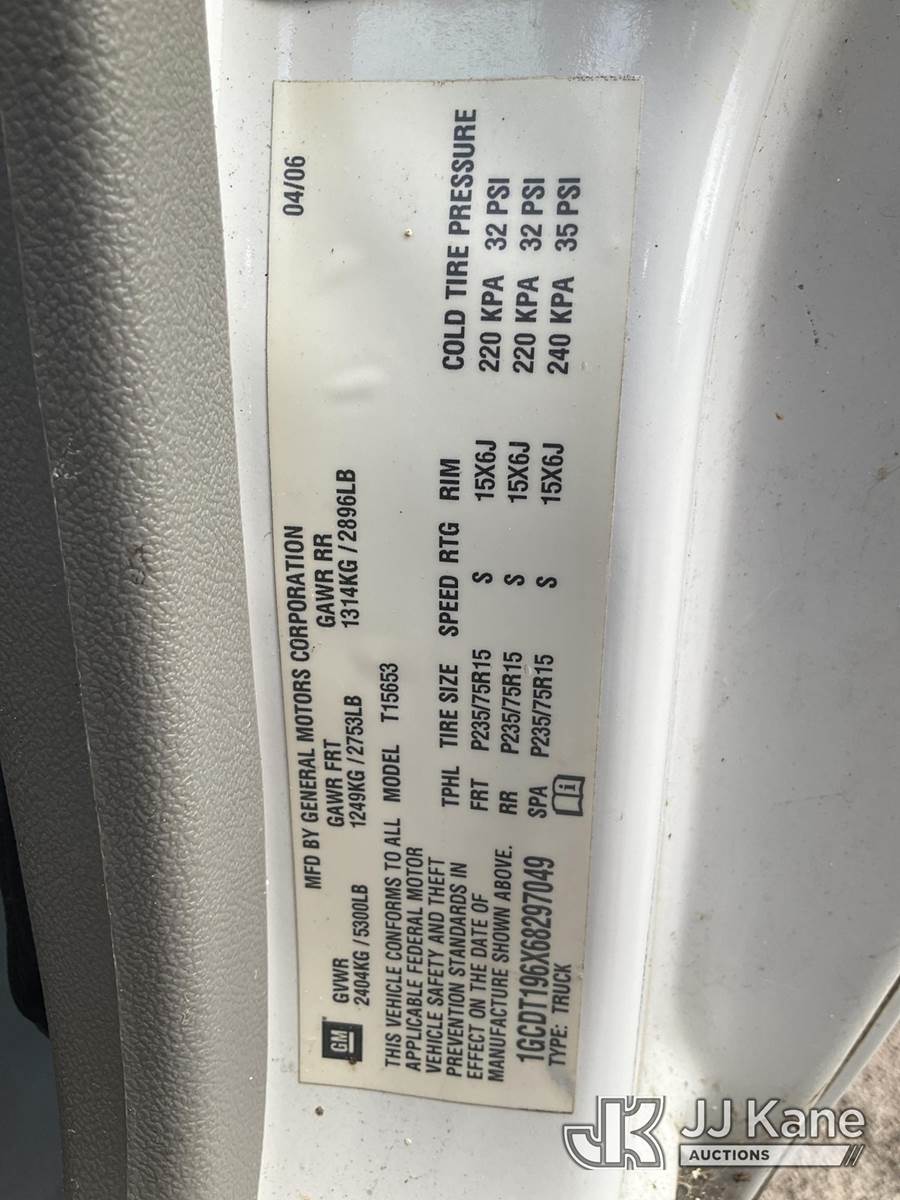 04/06
MFD BY GENERAL MOTORS CORPORATION
GM
GVWR GAWR FRT GAWR RR
2404KG / 5300LB 1249KG / 2753LB 1314KG / 2896LB
THIS VEHICLE CONFORMS TO ALL
APPLICABLE FEDERAL MOTOR
VEHICLE SAFETY AND THEFT
PREVENTION STANDARDS IN
EFFECT ON THE DATE OF
MANUFACTURE SHOWN ABOVE.
1GCDT196X68297049
TYPE: TRUCK
MODEL T15653
TPHL TIRE SIZE SPEED RTG RIM COLD TIRE PRESSURE
FRT P235/75R15 S 15X6J 220 KPA 32 PSI
RR P235/75R15 S 15X6J 220 KPA 32 PSI
SPA P235/75R15 S 15X6J 240 KPA 35 PSI
i
JK JJ Kane
AUCTIONS